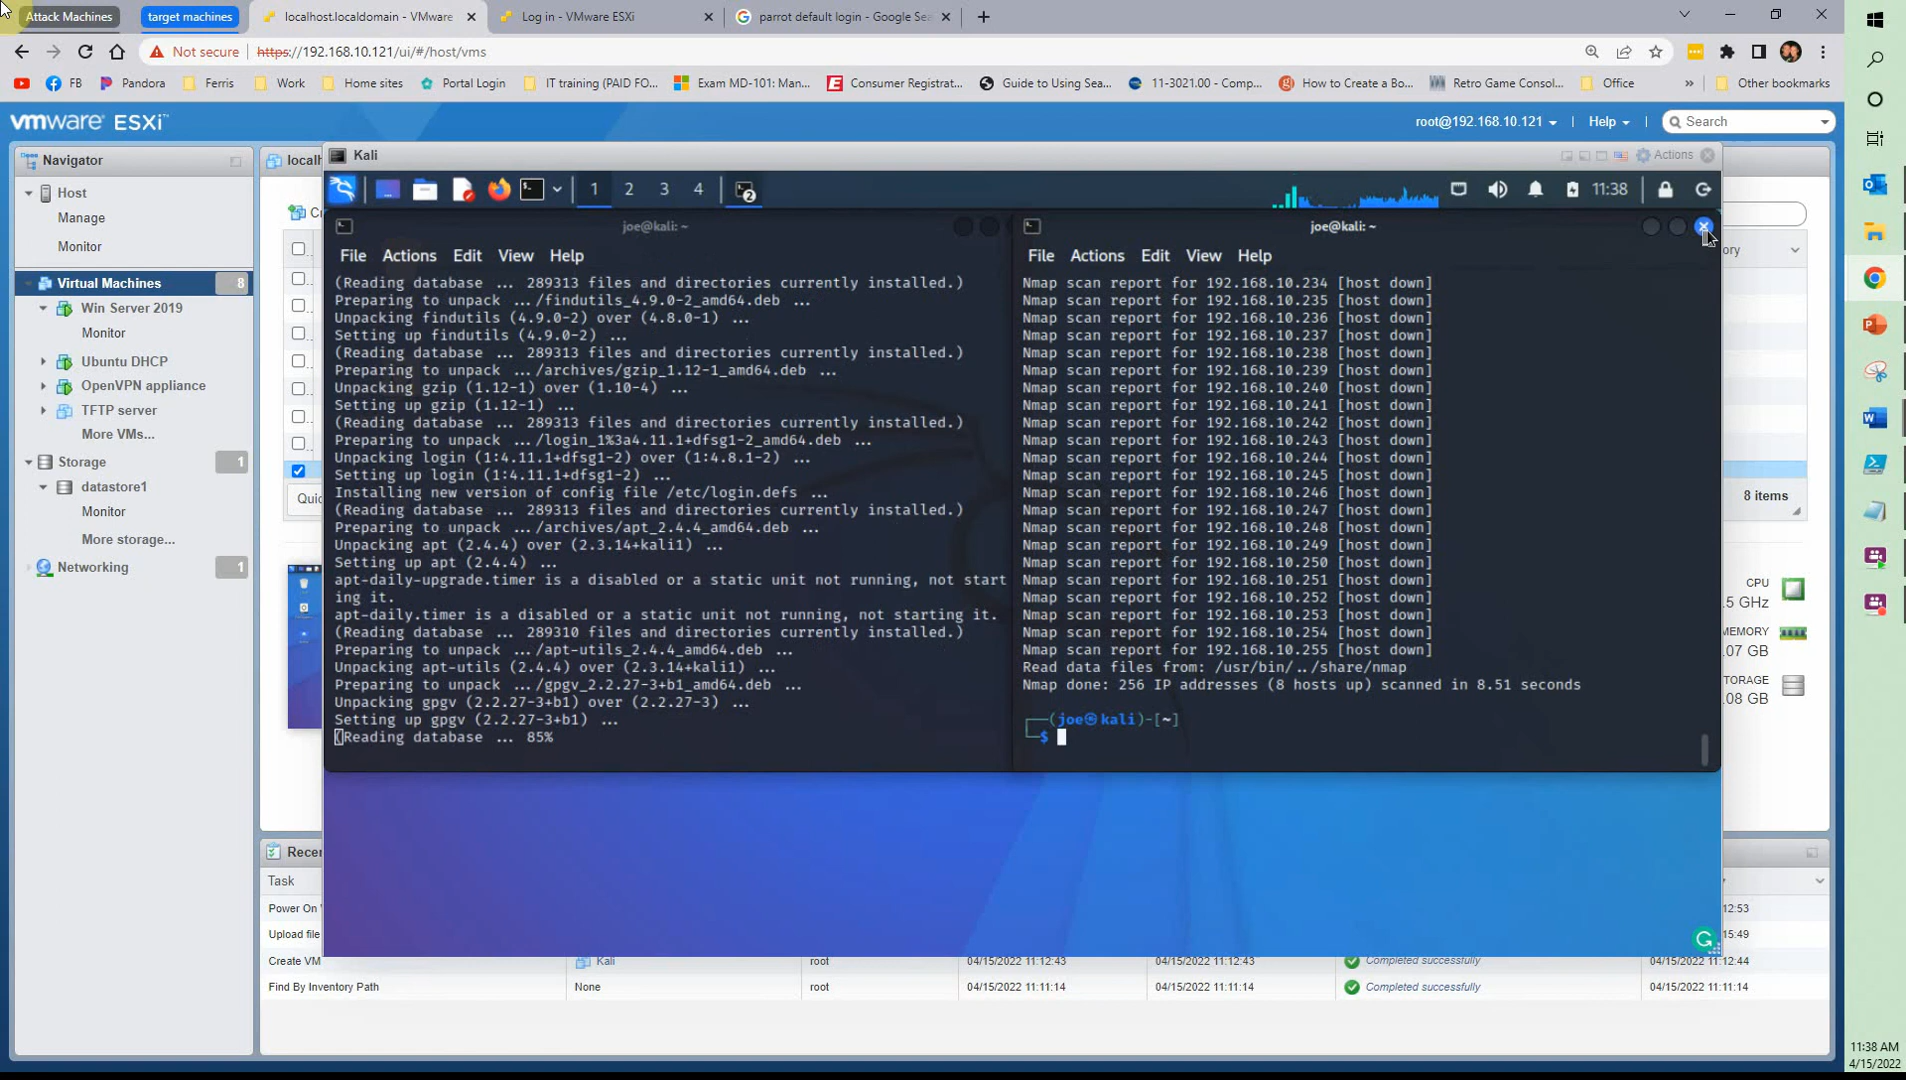 Attack Machines
target machines
localhost.localdomain - VMware
Log in - VMware ESXi
parrot default login - Google Sea
Not secure
https://192.168.10.121/ui/#/host/vms
FB
Pandora
Ferris
Work
Home sites
Portal Login
IT training (PAID FO...
Exam MD-101: Man...
Consumer Registrat...
Guide to Using Sea...
11-3021.00 - Comp...
How to Create a Bo...
Retro Game Consol...
Office
»
Other bookmarks
vmware ESXi
root@192.168.10.121
Help
Search
Navigator
Host
Manage
Monitor
Virtual Machines
8
Win Server 2019
Monitor
Ubuntu DHCP
OpenVPN appliance
TFTP server
More VMs...
Storage
1
datastore1
Monitor
More storage...
Networking
1
localh
Cr
Quic
Kali
Actions
1
2
3
4
2
11:38
joe@kali: ~
File
Actions
Edit
View
Help
(Reading database ... 289313 files and directories currently installed.)
Preparing to unpack .../findutils_4.9.0-2_amd64.deb ...
Unpacking findutils (4.9.0-2) over (4.8.0-1) ...
Setting up findutils (4.9.0-2) ...
(Reading database ... 289313 files and directories currently installed.)
Preparing to unpack .../archives/gzip_1.12-1_amd64.deb ...
Unpacking gzip (1.12-1) over (1.10-4) ...
Setting up gzip (1.12-1) ...
(Reading database ... 289313 files and directories currently installed.)
Preparing to unpack .../login_1%3a4.11.1+dfsg1-2_amd64.deb ...
Unpacking login (1:4.11.1+dfsg1-2) over (1:4.8.1-2) ...
Setting up login (1:4.11.1+dfsg1-2) ...
Installing new version of config file /etc/login.defs ...
(Reading database ... 289313 files and directories currently installed.)
Preparing to unpack .../archives/apt_2.4.4_amd64.deb ...
Unpacking apt (2.4.4) over (2.3.14+kali1) ...
Setting up apt (2.4.4) ...
apt-daily-upgrade.timer is a disabled or a static unit not running, not start
ing it.
apt-daily.timer is a disabled or a static unit not running, not starting it.
(Reading database ... 289310 files and directories currently installed.)
Preparing to unpack .../apt-utils_2.4.4_amd64.deb ...
Unpacking apt-utils (2.4.4) over (2.3.14+kali1) ...
Preparing to unpack .../gpgv_2.2.27-3+b1_amd64.deb ...
Unpacking gpgv (2.2.27-3+b1) over (2.2.27-3) ...
Setting up gpgv (2.2.27-3+b1) ...
(Reading database ... 85%
joe@kali: ~
File
Actions
Edit
View
Help
Nmap scan report for 192.168.10.234 [host down]
Nmap scan report for 192.168.10.235 [host down]
Nmap scan report for 192.168.10.236 [host down]
Nmap scan report for 192.168.10.237 [host down]
Nmap scan report for 192.168.10.238 [host down]
Nmap scan report for 192.168.10.239 [host down]
Nmap scan report for 192.168.10.240 [host down]
Nmap scan report for 192.168.10.241 [host down]
Nmap scan report for 192.168.10.242 [host down]
Nmap scan report for 192.168.10.243 [host down]
Nmap scan report for 192.168.10.244 [host down]
Nmap scan report for 192.168.10.245 [host down]
Nmap scan report for 192.168.10.246 [host down]
Nmap scan report for 192.168.10.247 [host down]
Nmap scan report for 192.168.10.248 [host down]
Nmap scan report for 192.168.10.249 [host down]
Nmap scan report for 192.168.10.250 [host down]
Nmap scan report for 192.168.10.251 [host down]
Nmap scan report for 192.168.10.252 [host down]
Nmap scan report for 192.168.10.253 [host down]
Nmap scan report for 192.168.10.254 [host down]
Nmap scan report for 192.168.10.255 [host down]
Read data files from: /usr/bin/../share/nmap
Nmap done: 256 IP addresses (8 hosts up) scanned in 8.51 seconds
(joe㉿kali)-[~]
$
ory
8 items
CPU
.5 GHz
MEMORY
.07 GB
.08 GB
Recen
Task
Power On
12:53
Upload file
15:49
Create VM
Kali
root
04/15/2022 11:12:43
04/15/2022 11:12:43
Completed successfully
04/15/2022 11:12:44
Find By Inventory Path
None
root
04/15/2022 11:11:14
04/15/2022 11:11:14
Completed successfully
04/15/2022 11:11:14
11:38 AM
4/15/2022